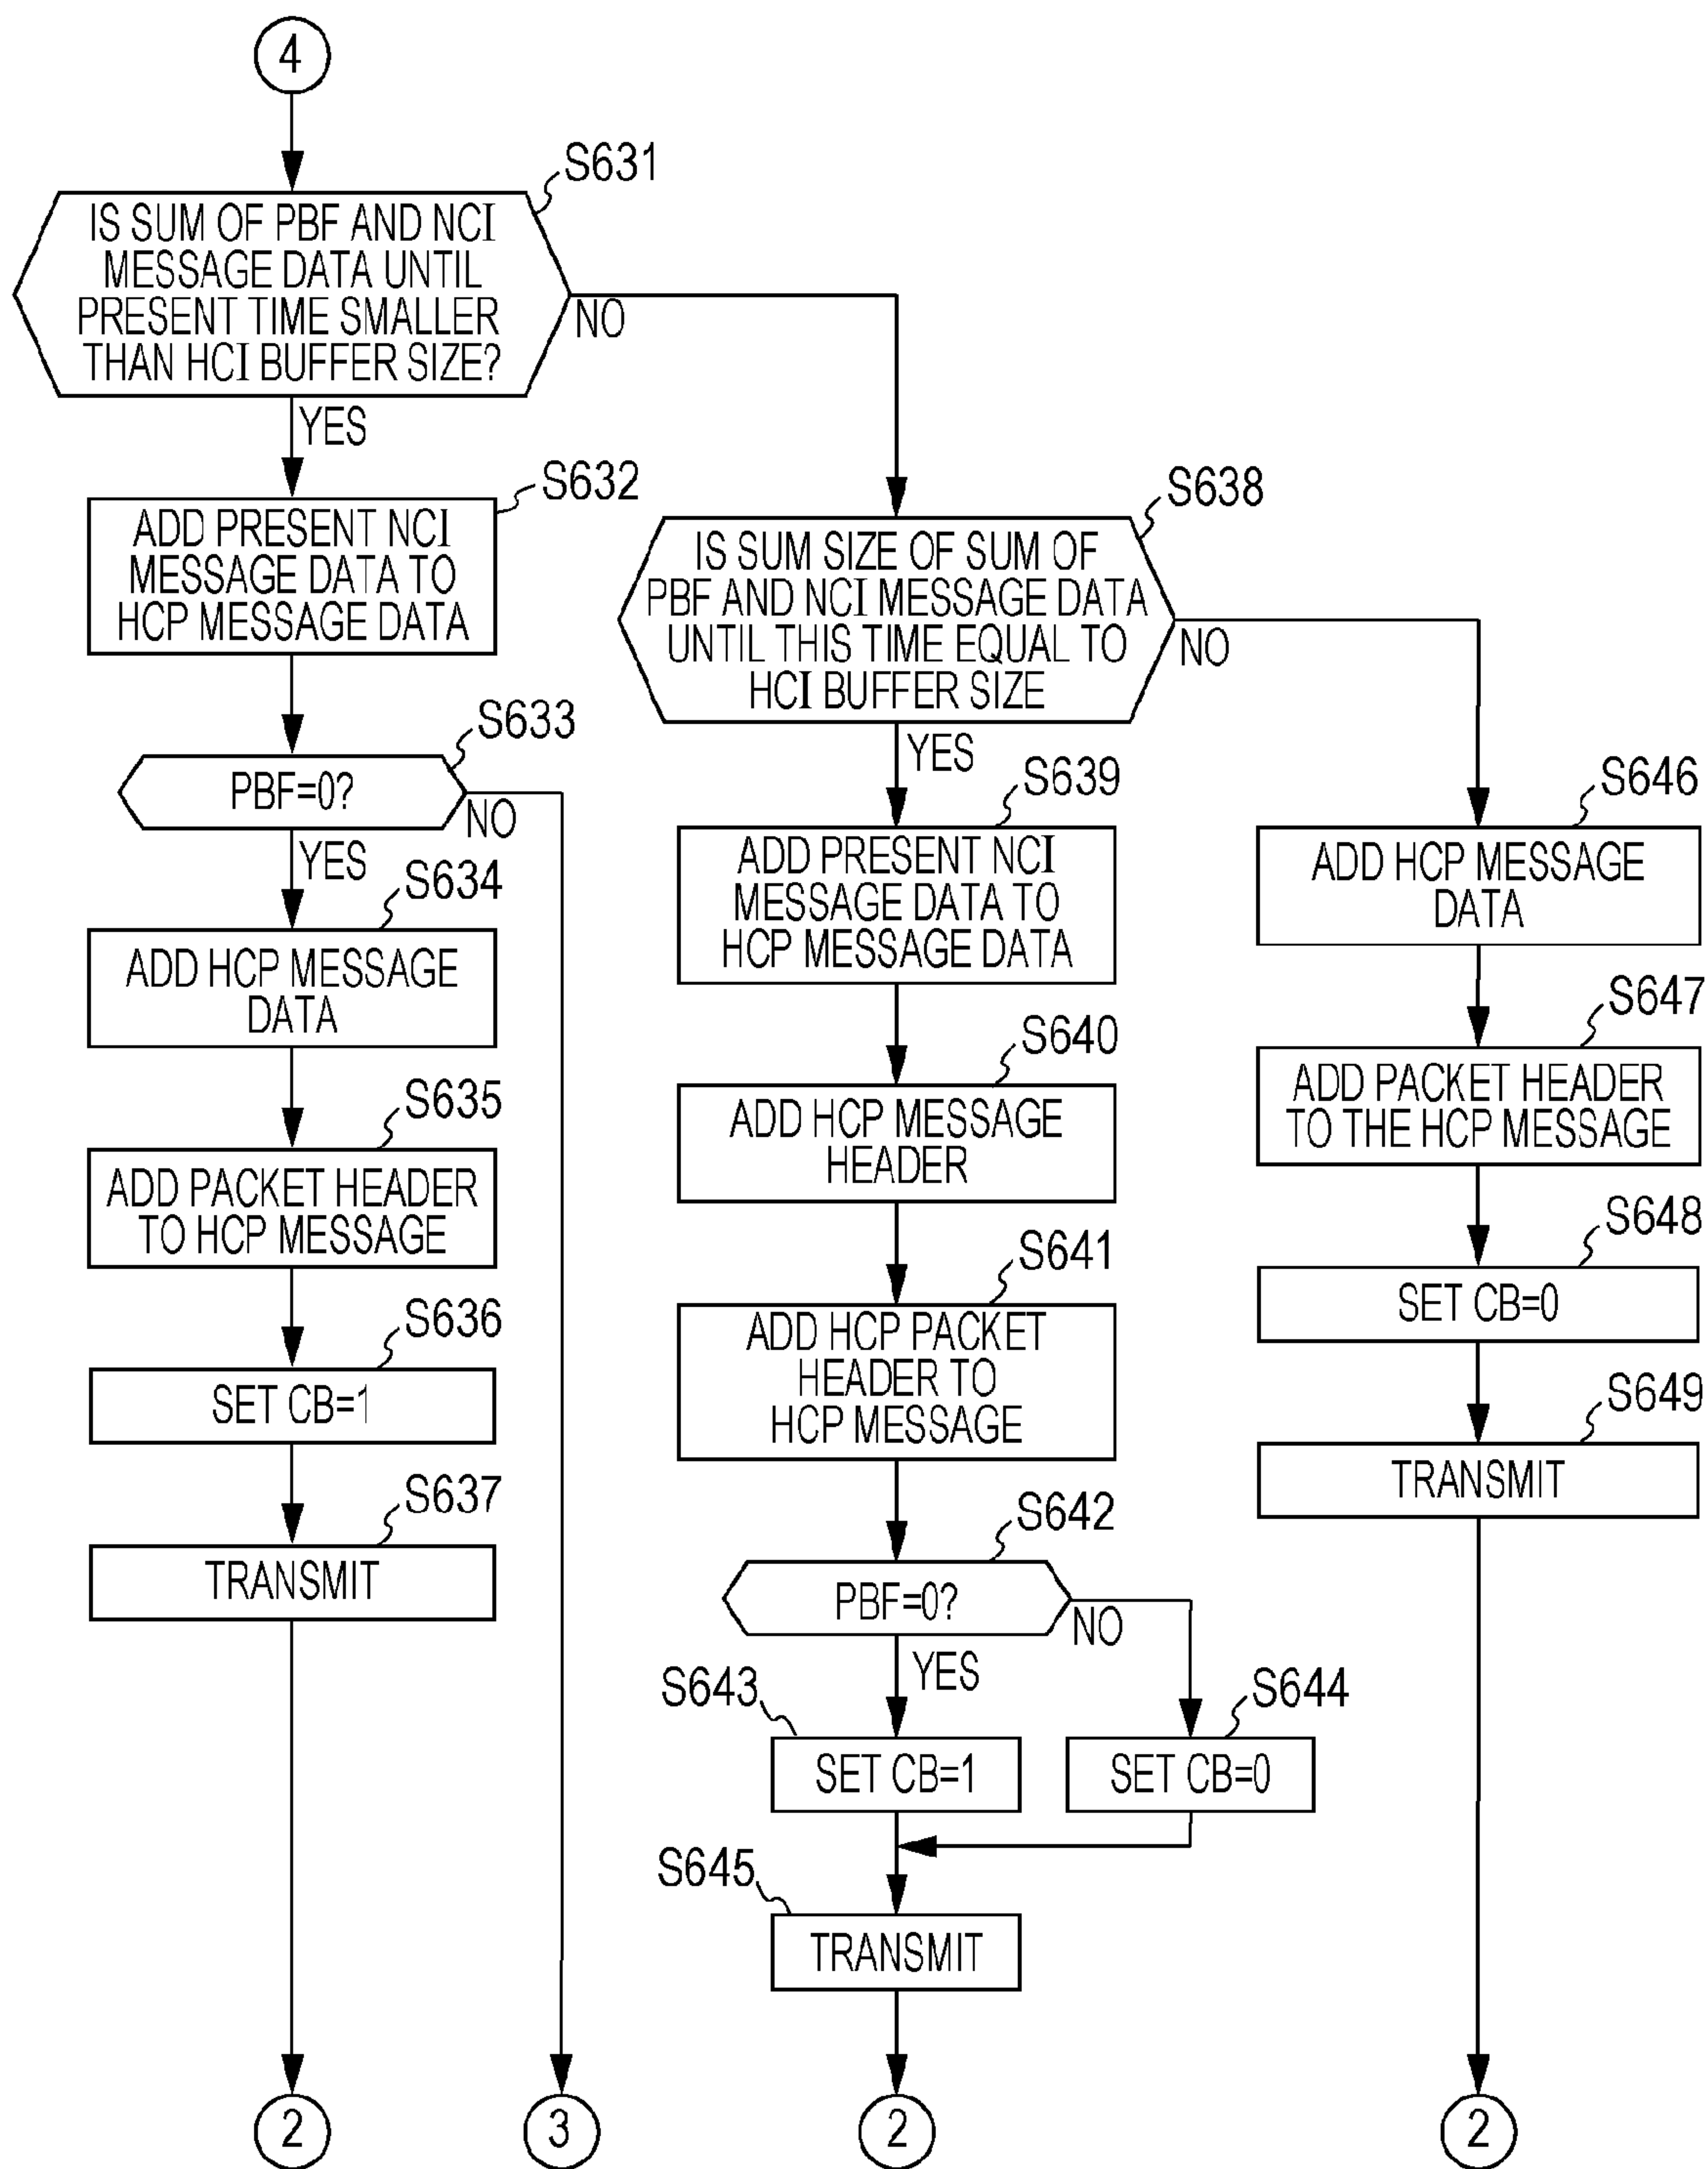 4
S631
IS SUM OF PBF AND NCI
MESSAGE DATA UNTIL
PRESENT TIME SMALLER
THAN HCI BUFFER SIZE?
NO
YES
S632
ADD PRESENT NCI
MESSAGE DATA TO
HCP MESSAGE DATA
S633
PBF=0?
NO
YES
S634
ADD HCP MESSAGE
DATA
S635
ADD PACKET HEADER
TO HCP MESSAGE
S636
SET CB=1
S637
TRANSMIT
2
3
S638
IS SUM SIZE OF SUM OF
PBF AND NCI MESSAGE DATA
UNTIL THIS TIME EQUAL TO
HCI BUFFER SIZE
NO
YES
S639
ADD PRESENT NCI
MESSAGE DATA TO
HCP MESSAGE DATA
S640
ADD HCP MESSAGE
HEADER
S641
ADD HCP PACKET
HEADER TO
HCP MESSAGE
S642
PBF=0?
NO
YES
S643
SET CB=1
S644
SET CB=0
S645
TRANSMIT
2
S646
ADD HCP MESSAGE
DATA
S647
ADD PACKET HEADER
TO THE HCP MESSAGE
S648
SET CB=0
S649
TRANSMIT
2